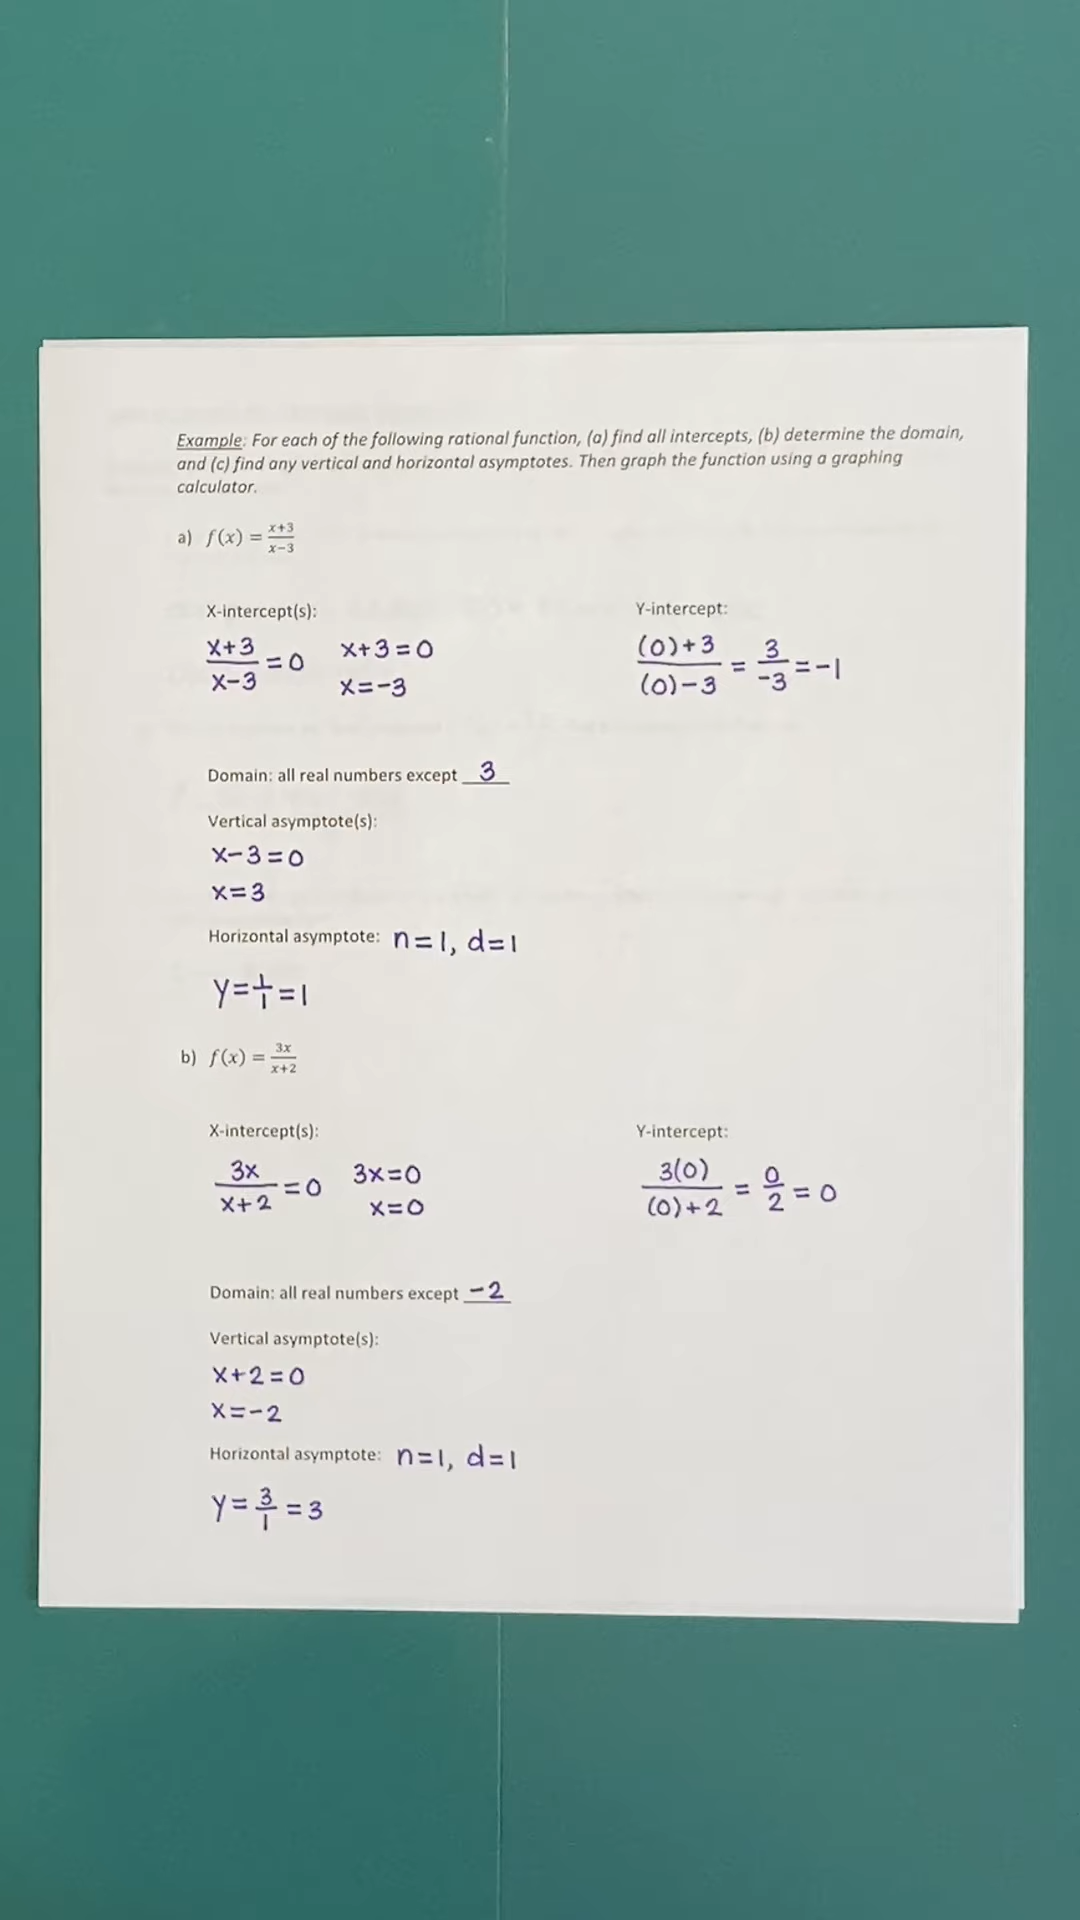 Example: For each of the following rational function, (a) find all intercepts, (b) determine the domain,
and (c) find any vertical and horizontal asymptotes. Then graph the function using a graphing
calculator.
a) f(x) = (x+3)/(x−3)
X-intercept(s):
(x+3)/(x-3) = 0   x+3=0
x=-3
Y-intercept:
((0)+3)/((0)-3) = 3/-3 = -1
Domain: all real numbers except 3
Vertical asymptote(s):
x-3=0
x=3
Horizontal asymptote: n=1, d=1
y=1/1=1
b) f(x) = 3x/(x+2)
X-intercept(s):
3x/(x+2) = 0   3x=0
x=0
Y-intercept:
3(0)/((0)+2) = 0/2 = 0
Domain: all real numbers except -2
Vertical asymptote(s):
x+2=0
x=-2
Horizontal asymptote: n=1, d=1
y=3/1=3